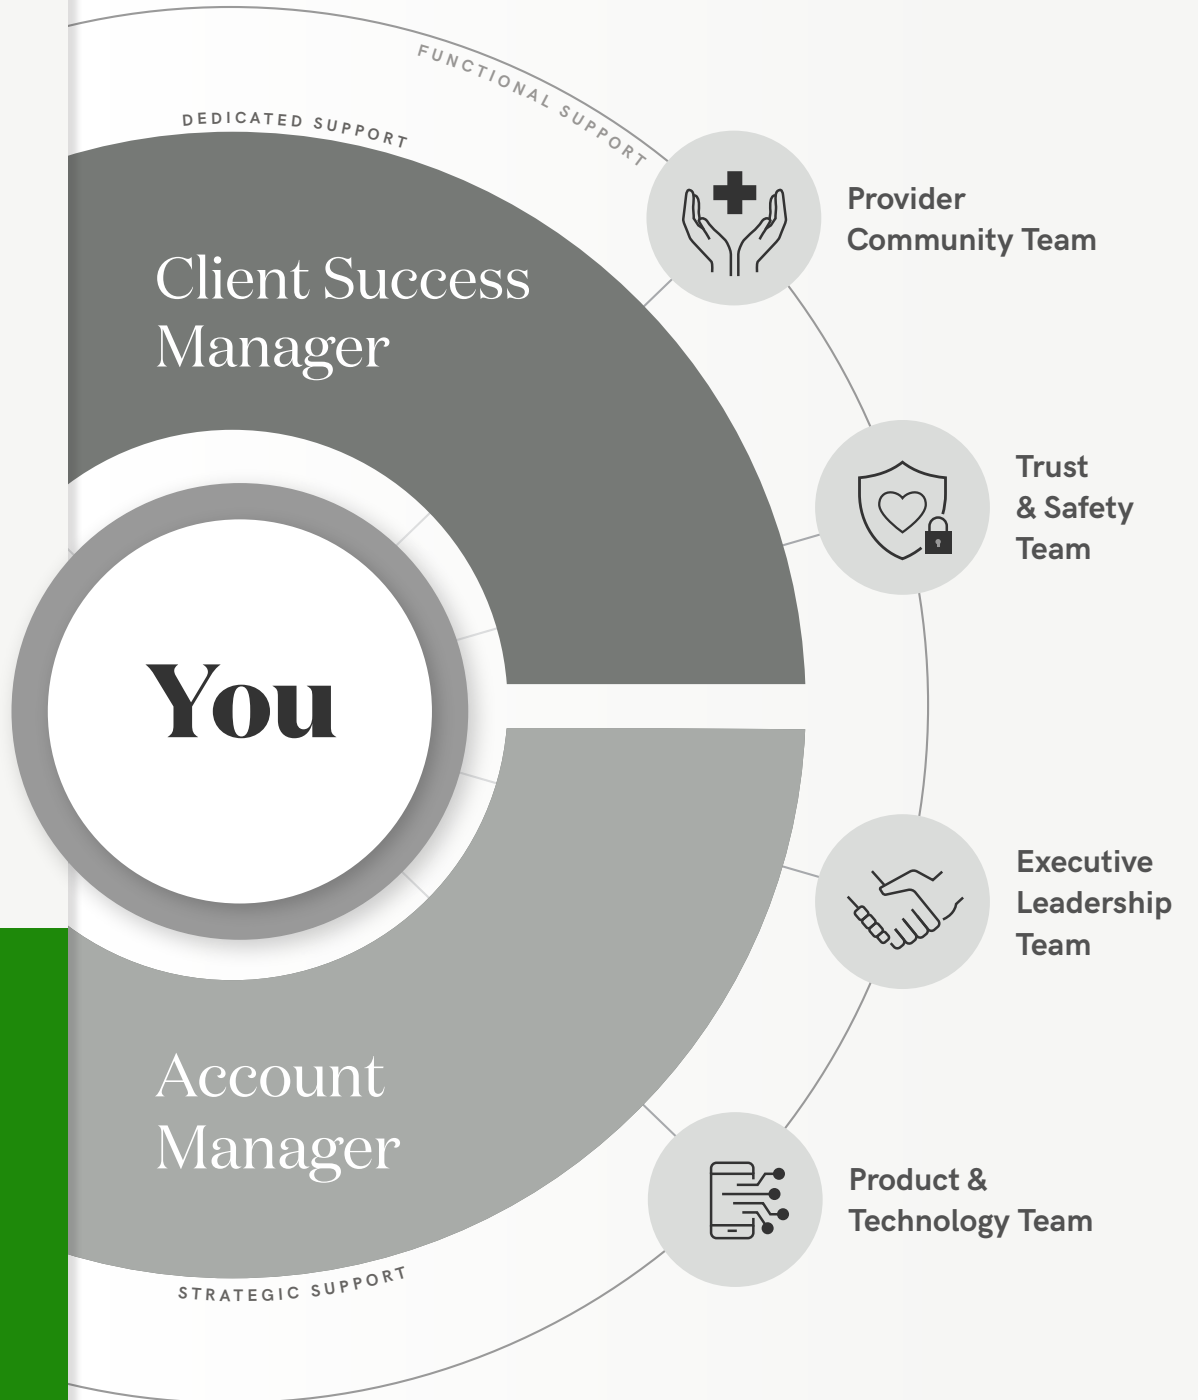 FUNCTIONAL SUPPORT
DEDICATED SUPPORT
Client Success
Manager
Provider
Community Team
Trust
& Safety
Team
You
Executive
Leadership
Team
Account
Manager
Product &
Technology Team
STRATEGIC SUPPORT